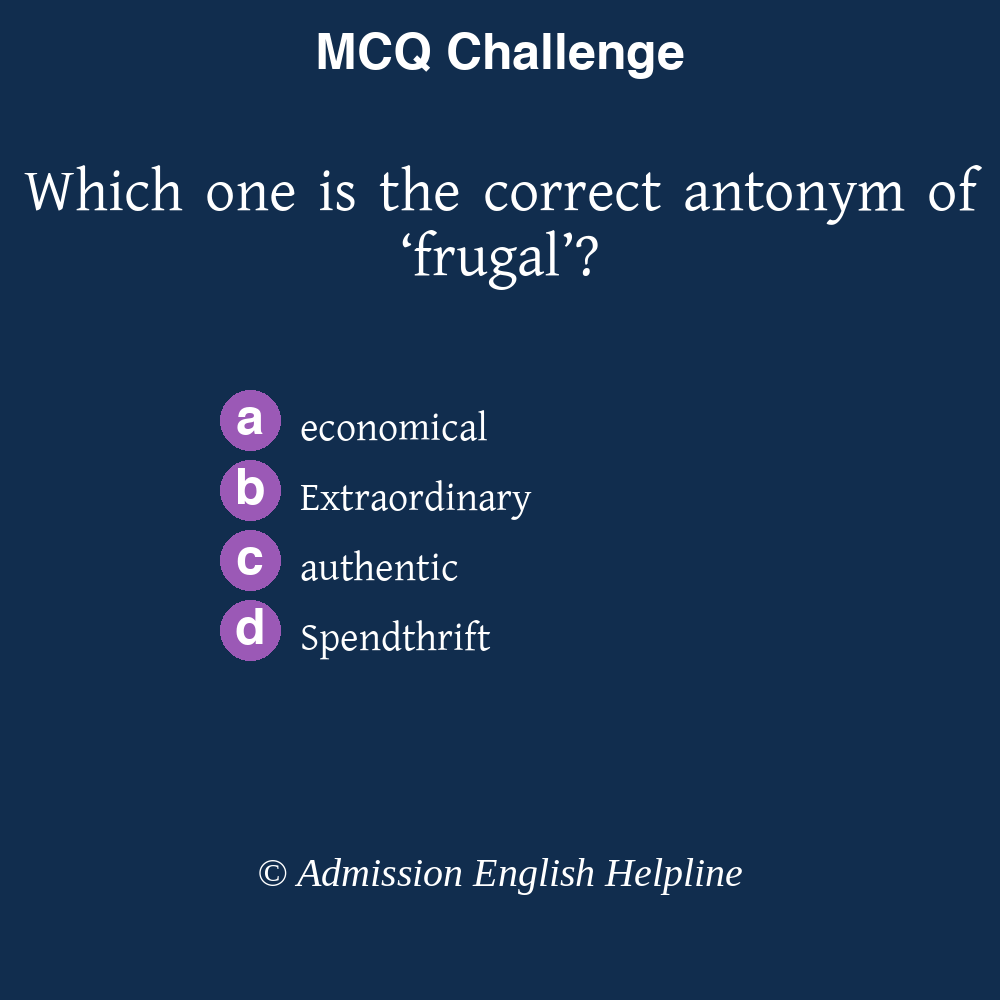 MCQ Challenge
Which one is the correct antonym of
‘frugal’?
a economical
b Extraordinary
c authentic
d Spendthrift
© Admission English Helpline